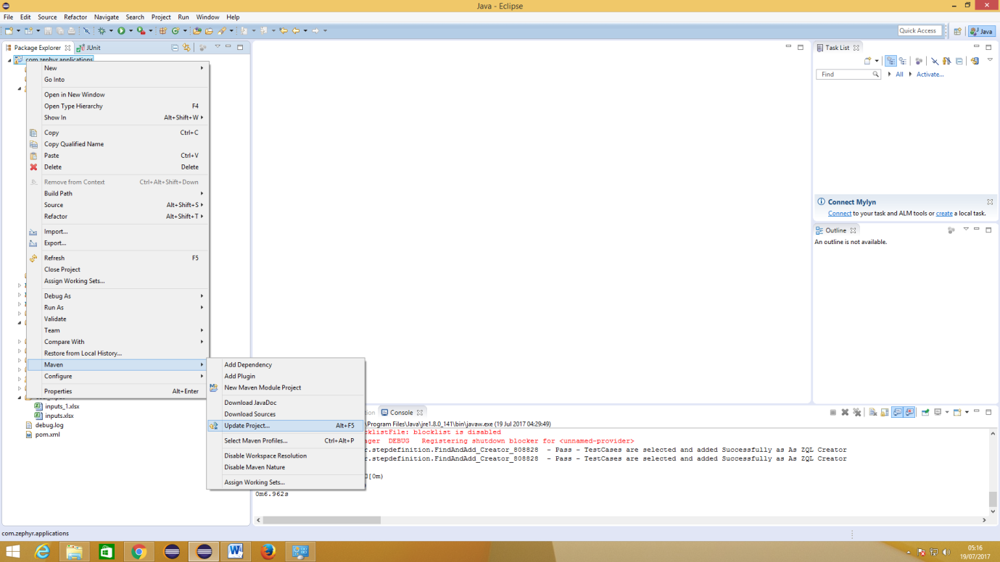 Java - Eclipse
File Edit Source Refactor Navigate Search Project Run Window Help
Quick Access
Java
Package Explorer
JUnit
com.zephyr.applications
New
Go Into
Open in New Window
Open Type Hierarchy F4
Show In Alt+Shift+W
Copy Ctrl+C
Copy Qualified Name
Paste Ctrl+V
Delete Delete
Remove from Context Ctrl+Alt+Shift+Down
Build Path
Source Alt+Shift+S
Refactor Alt+Shift+T
Import...
Export...
Refresh F5
Close Project
Assign Working Sets...
Debug As
Run As
Validate
Team
Compare With
Restore from Local History...
Maven
Configure
Properties Alt+Enter
inputs_1.xlsx
inputs.xlsx
debug.log
pom.xml
Add Dependency
Add Plugin
New Maven Module Project
Download JavaDoc
Download Sources
Update Project... Alt+F5
Select Maven Profiles... Ctrl+Alt+P
Disable Workspace Resolution
Disable Maven Nature
Assign Working Sets...
Task List
Find
All
Activate...
Connect Mylyn
Connect to your task and ALM tools or create a local task.
Outline
An outline is not available.
Console
\Program Files\Java\jre1.8.0_141\bin\javaw.exe (19 Jul 2017 04:29:49)
cklistFile: blocklist is disabled
ger DEBUG Registering shutdown blocker for <unnamed-provider>
r.stepdefinition.FindAndAdd_Creator_808828 - Pass - TestCases are selected and added Successfully as As ZQL Creator
r.stepdefinition.FindAndAdd_Creator_808828 - Pass - TestCases are selected and added Successfully as As ZQL Creator
[0m)
0m6.962s
com.zephyr.applications
05:16
19/07/2017